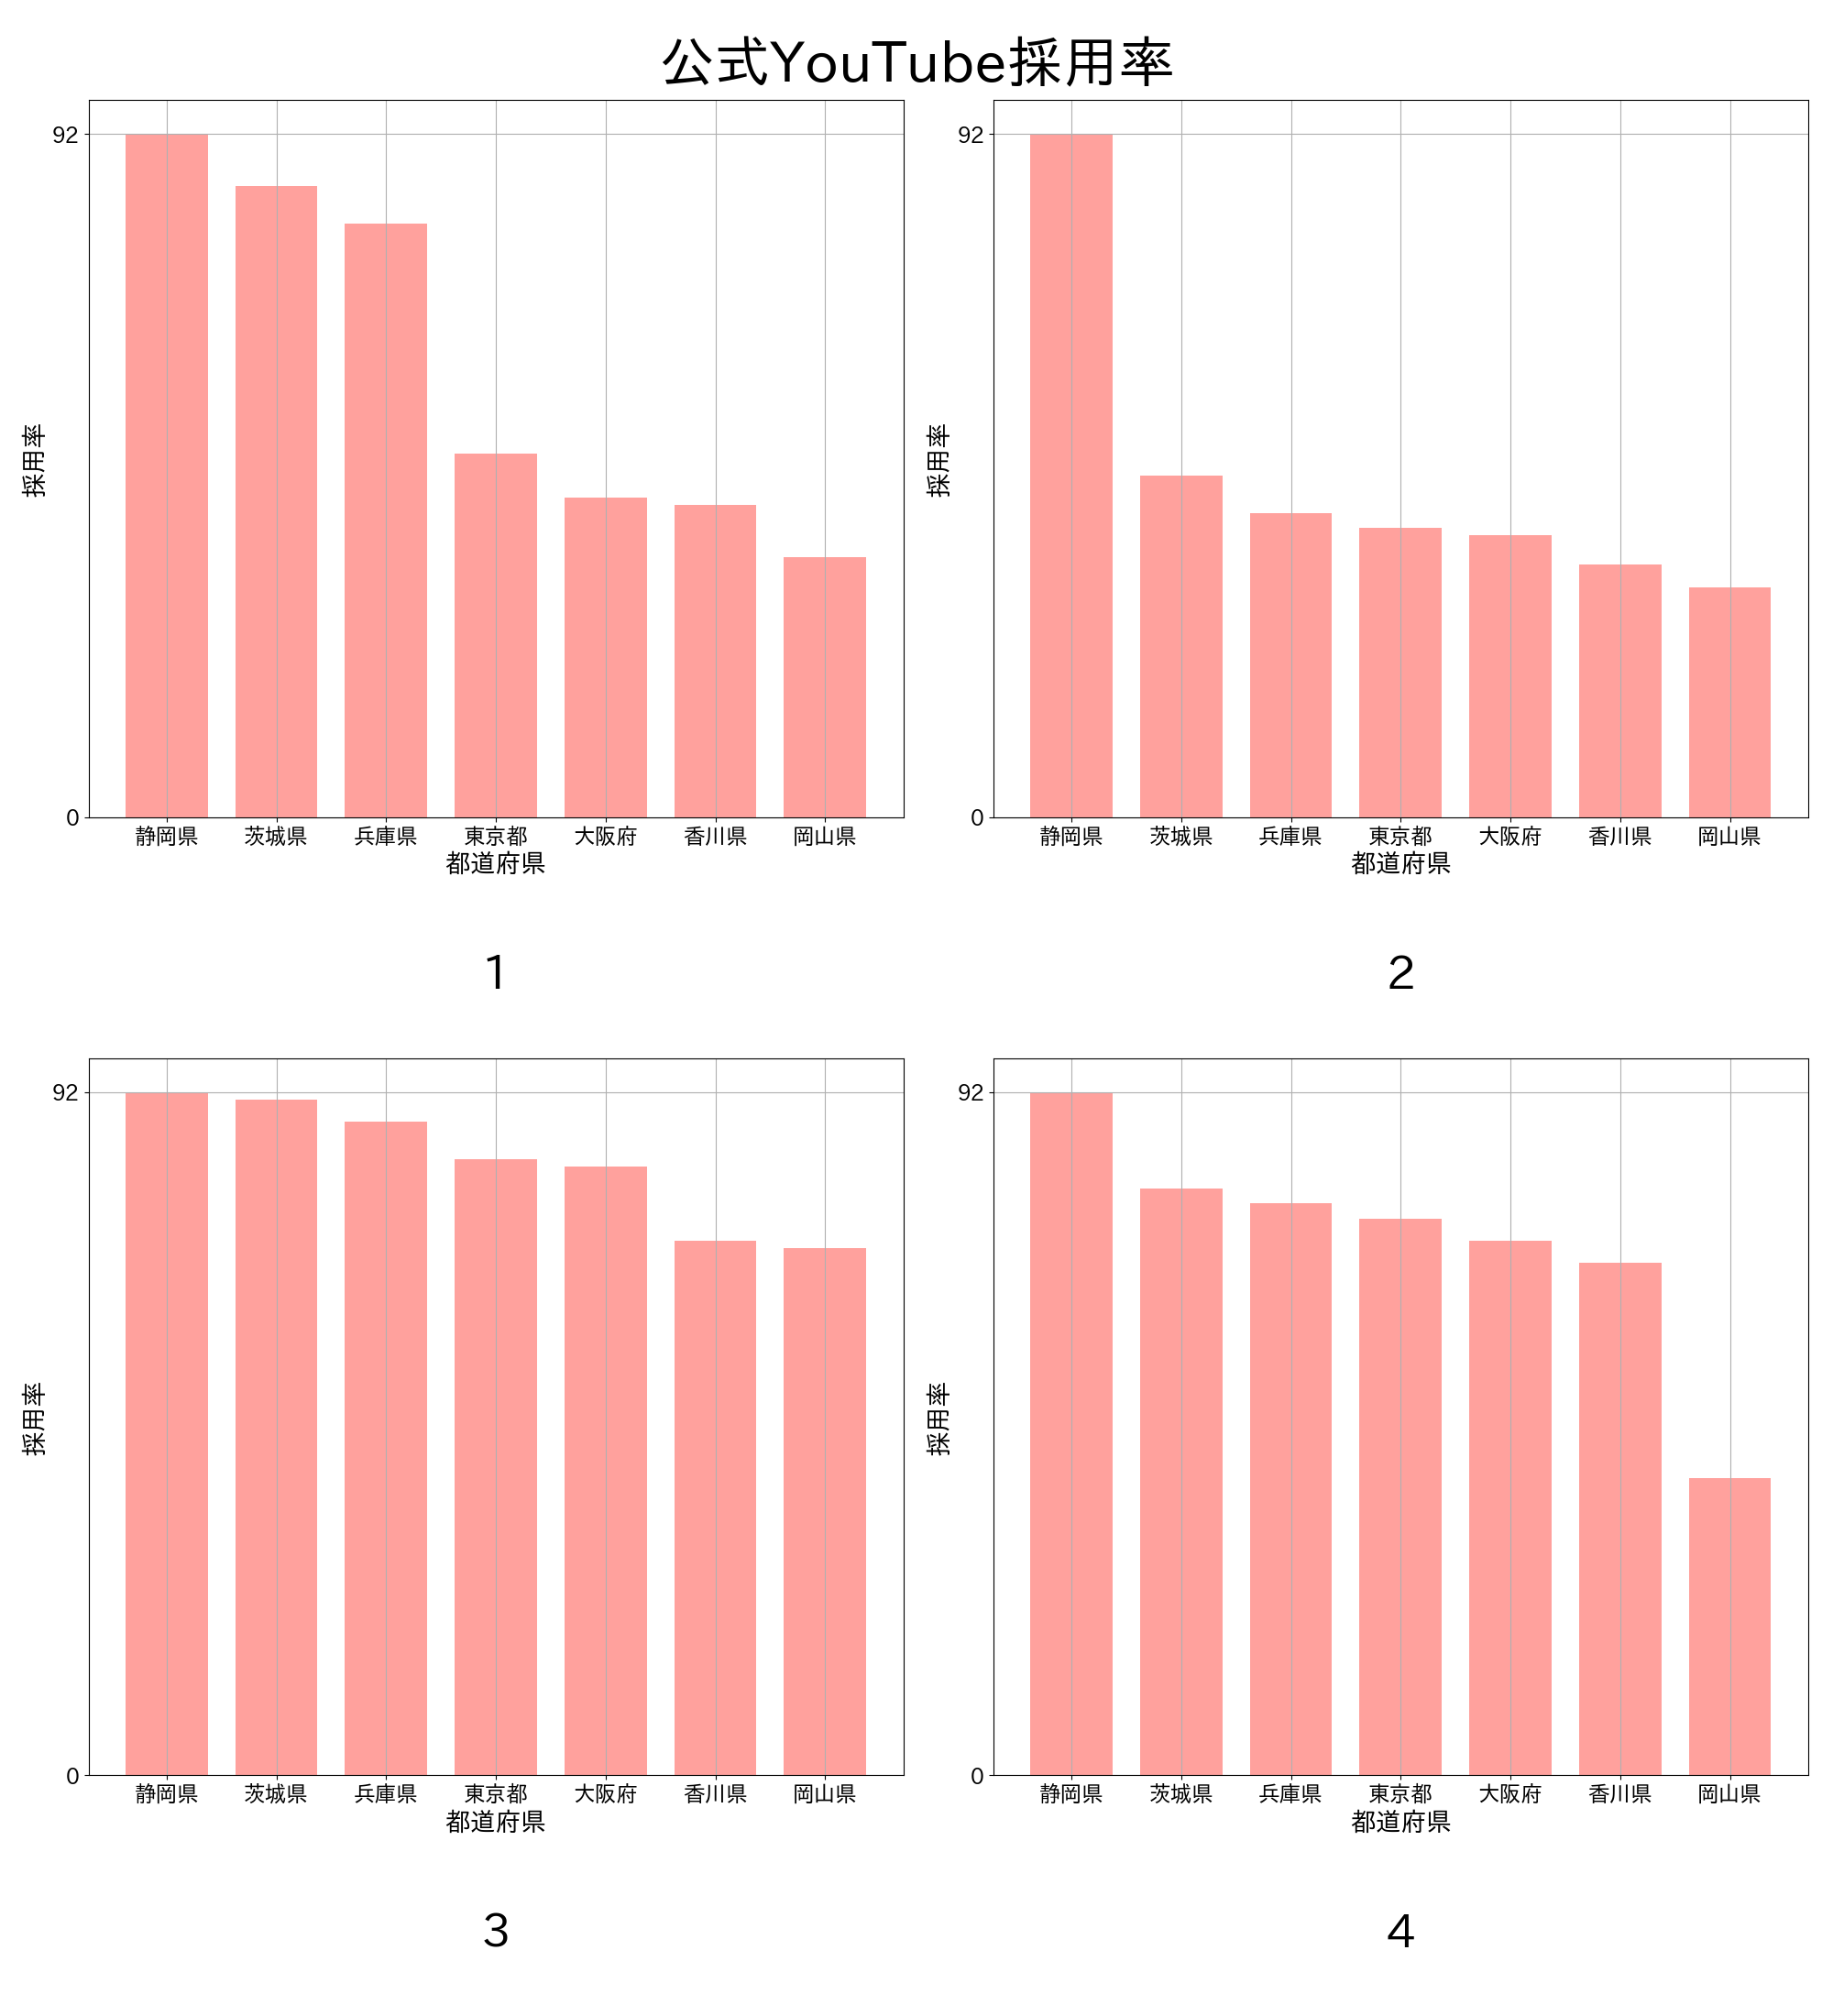 公式YouTube採用率
92
採用率
0
静岡県 茨城県 兵庫県 東京都 大阪府 香川県 岡山県
都道府県
1
92
採用率
0
静岡県 茨城県 兵庫県 東京都 大阪府 香川県 岡山県
都道府県
2
92
採用率
0
静岡県 茨城県 兵庫県 東京都 大阪府 香川県 岡山県
都道府県
3
92
採用率
0
静岡県 茨城県 兵庫県 東京都 大阪府 香川県 岡山県
都道府県
4